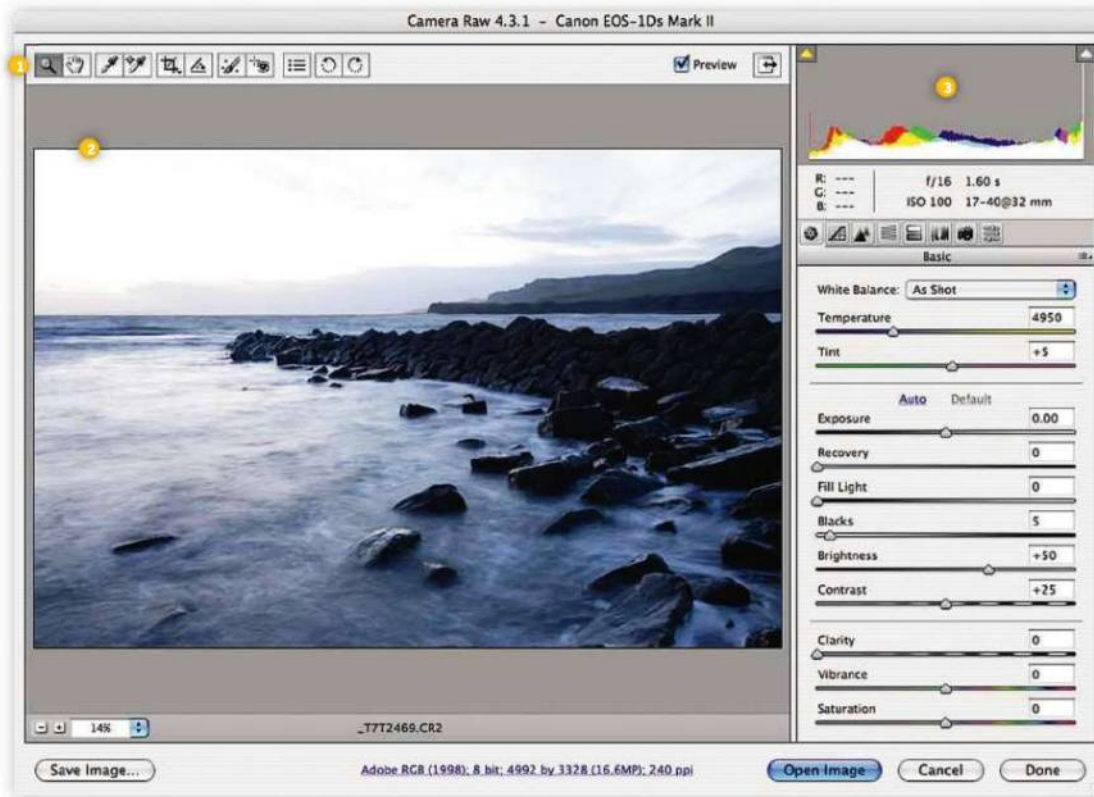 Camera Raw 4.3.1 - Canon EOS-1Ds Mark II
1
Preview
2
3
R: ---
G: ---
B: ---
f/16 1.60 s
ISO 100 17-40@32 mm
Basic
White Balance: As Shot
Temperature 4950
Tint +5
Auto Default
Exposure 0.00
Recovery 0
Fill Light 0
Blacks 5
Brightness +50
Contrast +25
Clarity 0
Vibrance 0
Saturation 0
14%
_T7T2469.CR2
Save Image...
Adobe RGB (1998); 8 bit; 4992 by 3328 (16.6MP); 240 ppi
Open Image
Cancel
Done